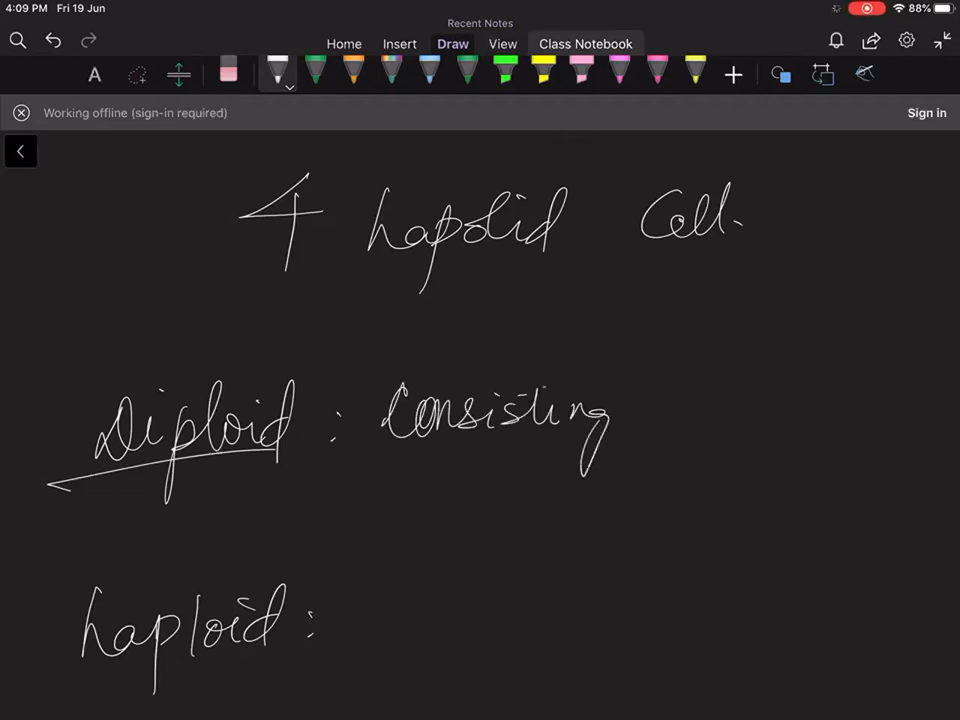 4:09 PM Fri 19 Jun 88%
Recent Notes
Home Insert Draw View Class Notebook
A
Working offline (sign-in required) Sign in
4 hapolid Cell.
Diploid : Consisting
haploid :